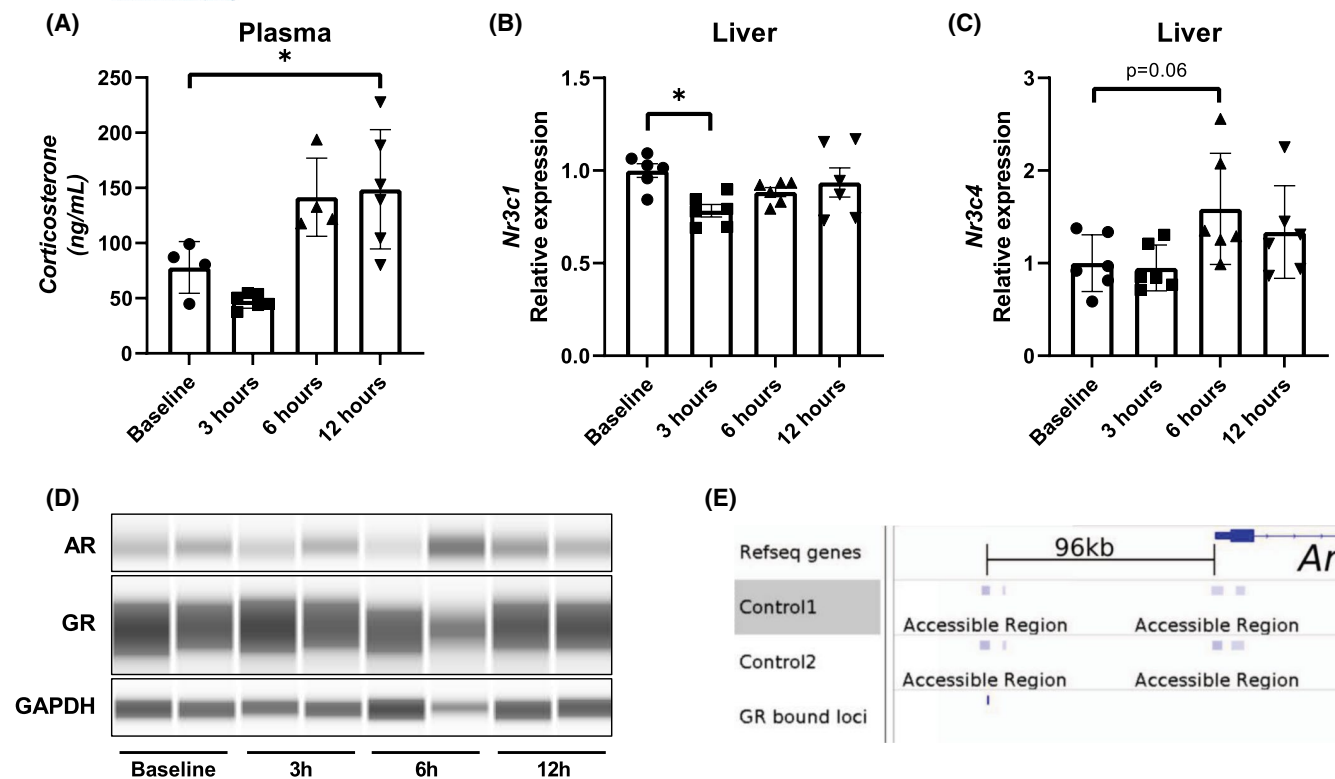 (A)
Plasma
*
Corticosterone
(ng/mL)
250
200
150
100
50
0
Baseline
3 hours
6 hours
12 hours
(B)
Liver
*
Nr3c1
Relative expression
1.5
1.0
0.5
0.0
Baseline
3 hours
6 hours
12 hours
(C)
Liver
p=0.06
Nr3c4
Relative expression
3
2
1
0
Baseline
3 hours
6 hours
12 hours
(D)
AR
GR
GAPDH
Baseline
3h
6h
12h
(E)
Refseq genes
96kb
Ar
Control1
Accessible Region
Accessible Region
Control2
Accessible Region
Accessible Region
GR bound loci